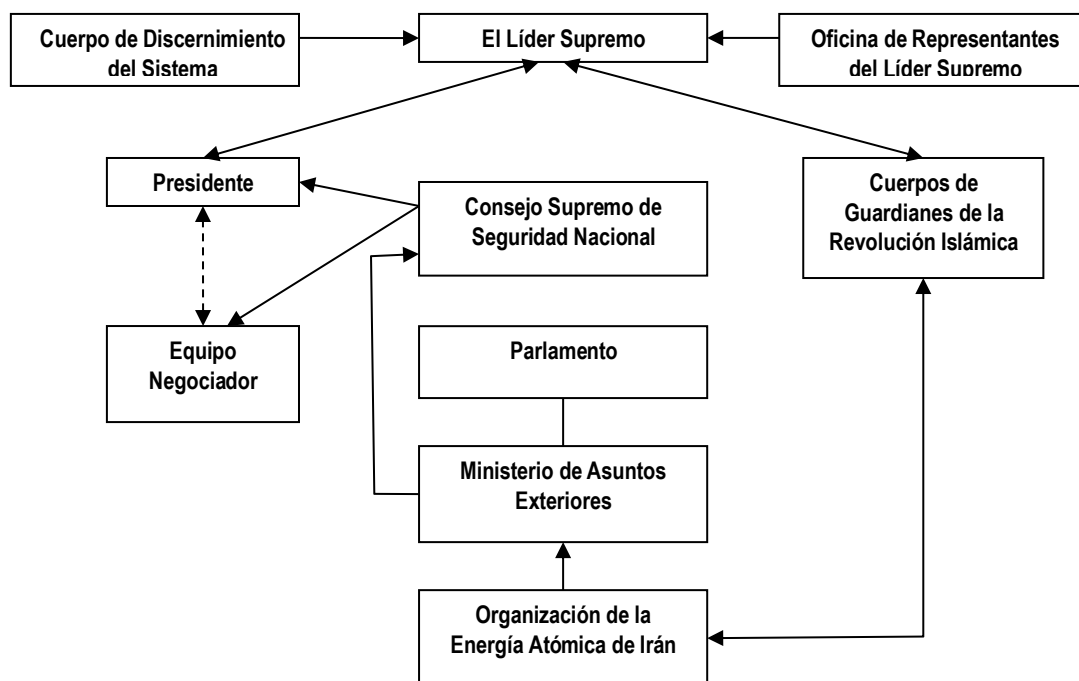 Cuerpo de Discernimiento
del Sistema
El Líder Supremo
Oficina de Representantes
del Líder Supremo
Presidente
Consejo Supremo de
Seguridad Nacional
Cuerpos de
Guardianes de la
Revolución Islámica
Equipo
Negociador
Parlamento
Ministerio de Asuntos
Exteriores
Organización de la
Energía Atómica de Irán